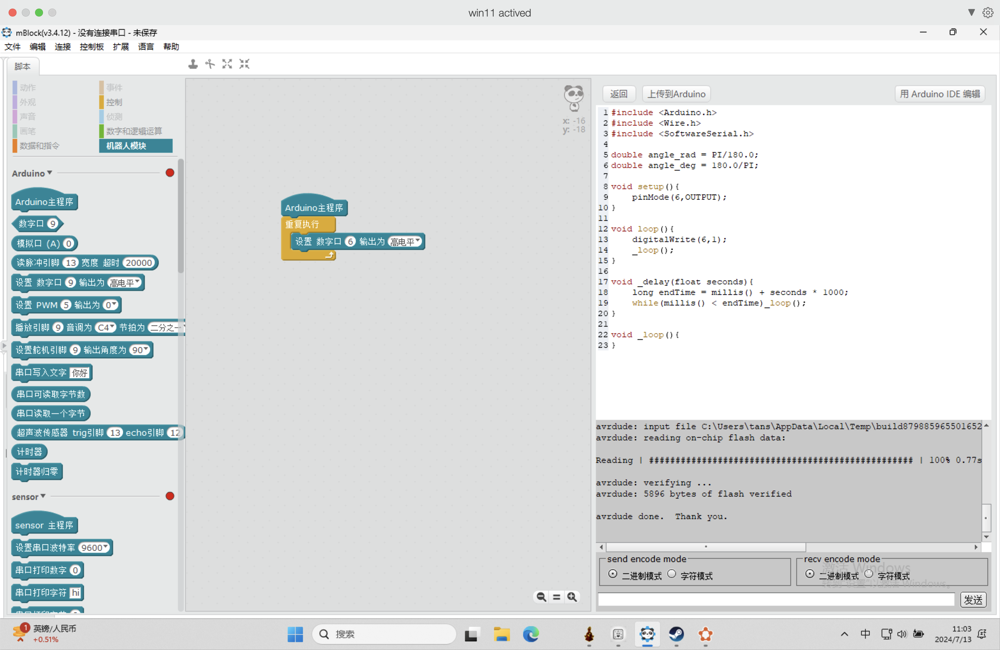 win11 actived
mBlock(v3.4.12) - 没有连接串口 - 未保存
文件 编辑 连接 控制板 扩展 语言 帮助
脚本
动作 事件
外观 控制
声音 侦测
画笔 数字和逻辑运算
数据和指令 机器人模块
Arduino
Arduino主程序
数字口 9
模拟口 (A) 0
读脉冲引脚 13 宽度 超时 20000
设置 数字口 9 输出为 高电平
设置 PWM 5 输出为 0
播放引脚 9 音调为 C4 节拍为 二分之一
设置舵机引脚 9 输出角度为 90
串口写入文字 你好
串口可读取字节数
串口读取一个字节
超声波传感器 trig引脚 13 echo引脚 12
计时器
计时器归零
sensor
sensor 主程序
设置串口波特率 9600
串口打印数字 0
串口打印字符 hi
Arduino主程序
重复执行
设置 数字口 6 输出为 高电平
x: -16
y: -18
返回 上传到Arduino 用 Arduino IDE 编辑
1 #include <Arduino.h>
2 #include <Wire.h>
3 #include <SoftwareSerial.h>
4
5 double angle_rad = PI/180.0;
6 double angle_deg = 180.0/PI;
7
8 void setup(){
9 pinMode(6,OUTPUT);
10 }
11
12 void loop(){
13 digitalWrite(6,1);
14 _loop();
15 }
16
17 void _delay(float seconds){
18 long endTime = millis() + seconds * 1000;
19 while(millis() < endTime)_loop();
20 }
21
22 void _loop(){
23 }
avrdude: input file C:\Users\tans\AppData\Local\Temp\build879885965501652
avrdude: reading on-chip flash data:
Reading | ################################################## | 100% 0.77s
avrdude: verifying ...
avrdude: 5896 bytes of flash verified
avrdude done.  Thank you.
send encode mode
二进制模式 字符模式
recv encode mode
二进制模式 字符模式
激活 Windows
转到"设置"以激活 Windows。
发送
1 英镑/人民币
+0.51%
搜索
中
11:03
2024/7/13